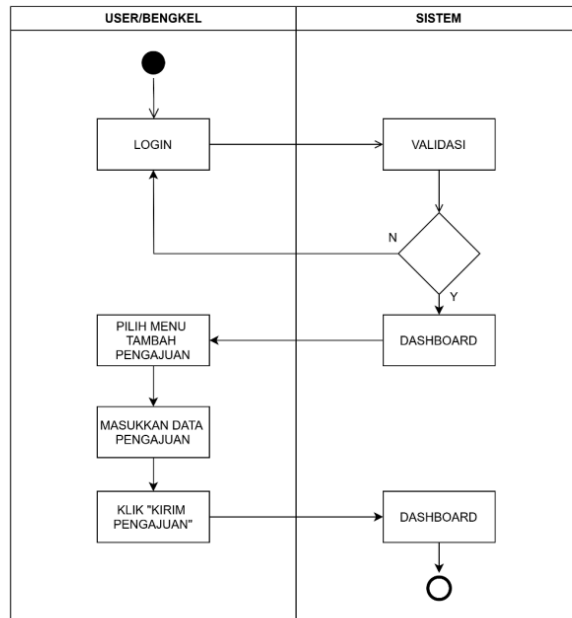 USER/BENGKEL
SISTEM
LOGIN
VALIDASI
N
Y
PILIH MENU
TAMBAH
PENGAJUAN
DASHBOARD
MASUKKAN DATA
PENGAJUAN
KLIK "KIRIM
PENGAJUAN"
DASHBOARD